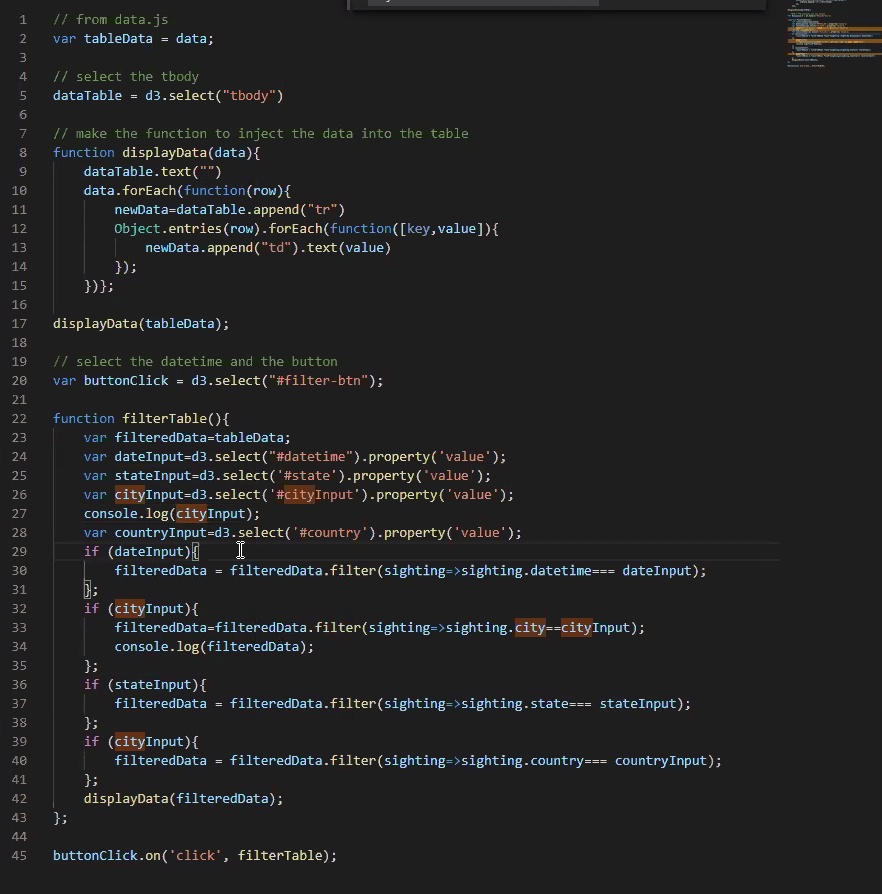 1 // from data.js
2 var tableData = data;
3
4 // select the tbody
5 dataTable = d3.select("tbody")
6
7 // make the function to inject the data into the table
8 function displayData(data){
9 dataTable.text("")
10 data.forEach(function(row){
11 newData=dataTable.append("tr")
12 Object.entries(row).forEach(function([key,value]){
13 newData.append("td").text(value)
14 });
15 })};
16
17 displayData(tableData);
18
19 // select the datetime and the button
20 var buttonClick = d3.select("#filter-btn");
21
22 function filterTable(){
23 var filteredData=tableData;
24 var dateInput=d3.select("#datetime").property('value');
25 var stateInput=d3.select('#state').property('value');
26 var cityInput=d3.select('#cityInput').property('value');
27 console.log(cityInput);
28 var countryInput=d3.select('#country').property('value');
29 if (dateInput){
30 filteredData = filteredData.filter(sighting=>sighting.datetime=== dateInput);
31 };
32 if (cityInput){
33 filteredData=filteredData.filter(sighting=>sighting.city==cityInput);
34 console.log(filteredData);
35 };
36 if (stateInput){
37 filteredData = filteredData.filter(sighting=>sighting.state=== stateInput);
38 };
39 if (cityInput){
40 filteredData = filteredData.filter(sighting=>sighting.country=== countryInput);
41 };
42 displayData(filteredData);
43 };
44
45 buttonClick.on('click', filterTable);